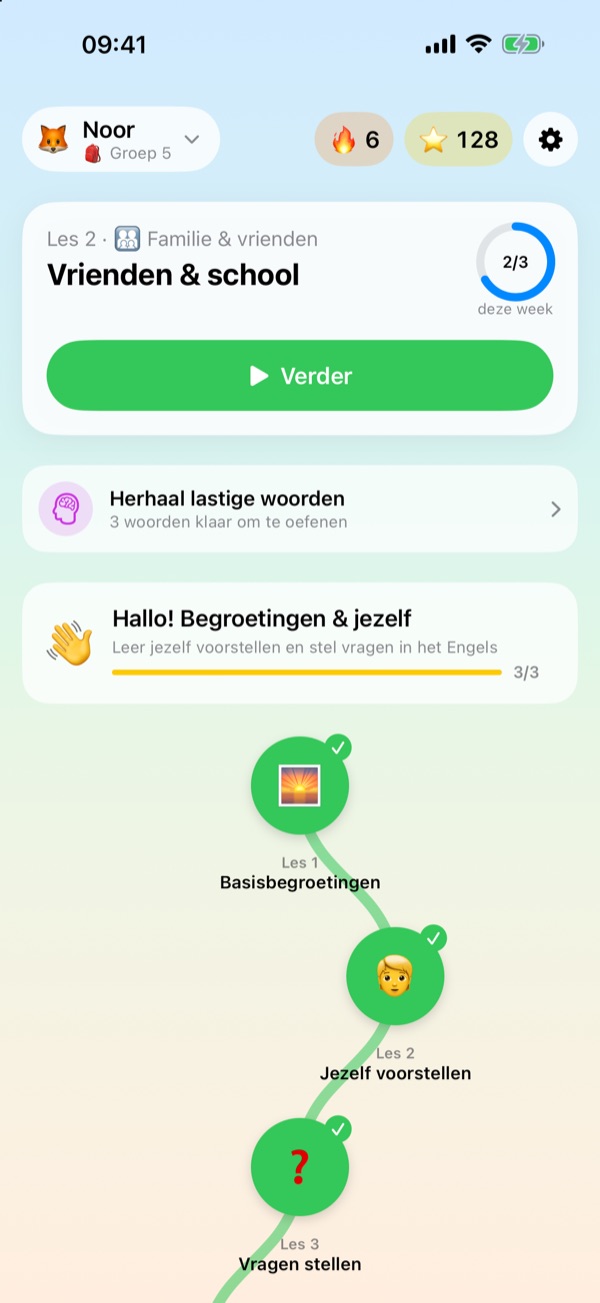 09:41
Noor
Groep 5
6
128
Les 2 · Familie & vrienden
Vrienden & school
2/3
deze week
Verder
Herhaal lastige woorden
3 woorden klaar om te oefenen
Hallo! Begroetingen & jezelf
Leer jezelf voorstellen en stel vragen in het Engels
3/3
Les 1
Basisbegroetingen
Les 2
Jezelf voorstellen
Les 3
Vragen stellen